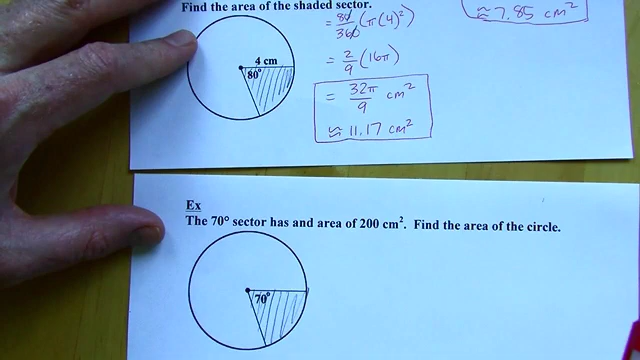 Find the area of the shaded sector.
= 80/360 (π(4)²)
≈ 7.85 cm²
4 cm
80°
= 2/9 (16π)
= 32π/9 cm²
≈ 11.17 cm²
Ex
The 70° sector has and area of 200 cm². Find the area of the circle.
70°